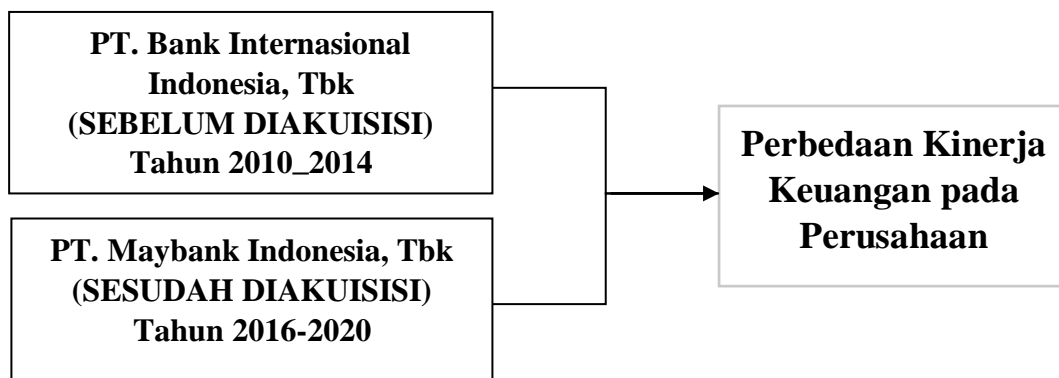 PT. Bank Internasional
Indonesia, Tbk
(SEBELUM DIAKUISISI)
Tahun 2010_2014
PT. Maybank Indonesia, Tbk
(SESUDAH DIAKUISISI)
Tahun 2016-2020
Perbedaan Kinerja
Keuangan pada
Perusahaan